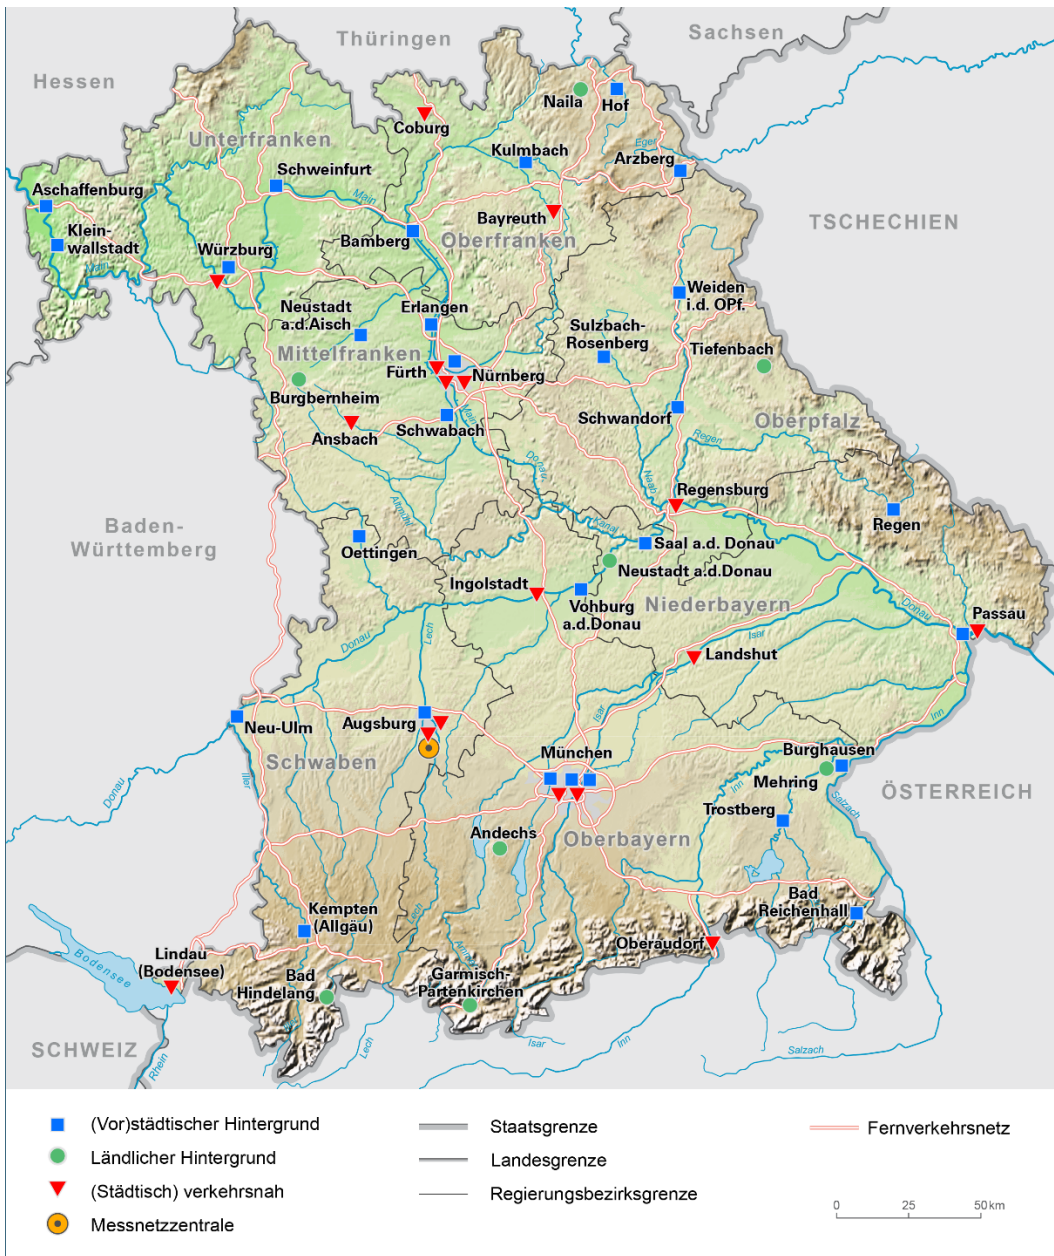 Thüringen
Sachsen
Hessen
Naila
Hof
Coburg
Unterfranken
Kulmbach
Eger
Arzberg
Schweinfurt
Aschaffenburg
Main
Bayreuth
TSCHECHIEN
Klein-
wallstadt
Bamberg
Oberfranken
Würzburg
Main
Weiden
i.d. OPf.
Neustadt
a.d.Aisch
Erlangen
Sulzbach-
Rosenberg
Mittelfranken
Tiefenbach
Fürth
Nürnberg
Burgbernheim
Main
Schwandorf
Oberpfalz
Ansbach
Schwabach
Regen
Donau
Naab
Regensburg
Altmühl
Kanal
Regen
Baden-
Württemberg
Oettingen
Saal a.d. Donau
Neustadt a.d.Donau
Ingolstadt
Vohburg
a.d.Donau
Niederbayern
Donau
Passau
Donau
Lech
Isar
Landshut
Neu-Ulm
Augsburg
Isar
Inn
Schwaben
München
Burghausen
Mehring
Inn
Iller
Donau
Salzach
ÖSTERREICH
Trostberg
Andechs
Oberbayern
Kempten
(Allgäu)
Lech
Bad
Reichenhall
Oberaudorf
Lindau
(Bodensee)
Bodensee
Bad
Hindelang
Garmisch-
Partenkirchen
SCHWEIZ
Rhein
Lech
Isar
Inn
Salzach
(Vor)städtischer Hintergrund
Ländlicher Hintergrund
(Städtisch) verkehrsnah
Messnetzzentrale
Staatsgrenze
Landesgrenze
Regierungsbezirksgrenze
Fernverkehrsnetz
0 25 50 km